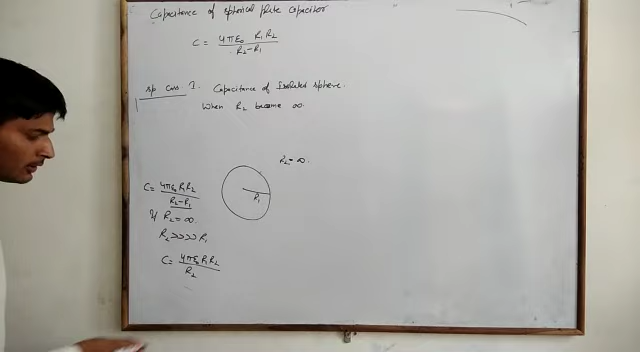 Capacitance of spherical plate capacitor
C = 4πε₀ R₁R₂ / R₂-R₁
Sp Case I. Capacitance of Isolated sphere.
When R₂ become ∞.
R₂ = ∞.
R₁
C = 4πε₀R₁R₂ / R₂-R₁
If R₂ = ∞.
R₂ >>>> R₁
C = 4πε₀R₁R₂ / R₂